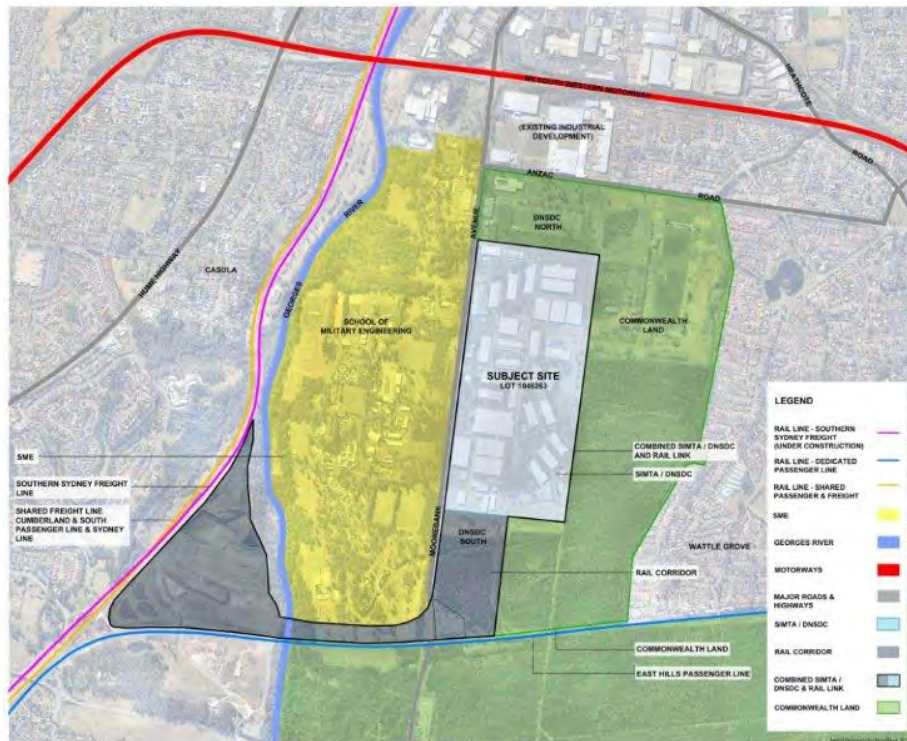 M5 SOUTH WESTERN MOTORWAY
HEATHCOTE
ROAD
(EXISTING INDUSTRIAL
DEVELOPMENT)
ANZAC
ROAD
DNSDC
NORTH
AVENUE
RIVER
HUME HIGHWAY
CASULA
GEORGES
SCHOOL OF
MILITARY ENGINEERING
COMMONWEALTH
LAND
SUBJECT SITE
LOT 1048263
SME
SOUTHERN SYDNEY FREIGHT
LINE
SHARED FREIGHT LINE
CUMBERLAND & SOUTH
PASSENGER LINE & SYDNEY
LINE
COMBINED SIMTA / DNSDC
AND RAIL LINK
SIMTA / DNSDC
MOOREBANK
DNSDC
SOUTH
WATTLE GROVE
RAIL CORRIDOR
COMMONWEALTH LAND
EAST HILLS PASSENGER LINE
LEGEND
RAIL LINE - SOUTHERN
SYDNEY FREIGHT
(UNDER CONSTRUCTION)
RAIL LINE - DEDICATED
PASSENGER LINE
RAIL LINE - SHARED
PASSENGER & FREIGHT
SME
GEORGES RIVER
MOTORWAYS
MAJOR ROADS &
HIGHWAYS
SIMTA / DNSDC
RAIL CORRIDOR
COMBINED SIMTA /
DNSDC & RAIL LINK
COMMONWEALTH LAND